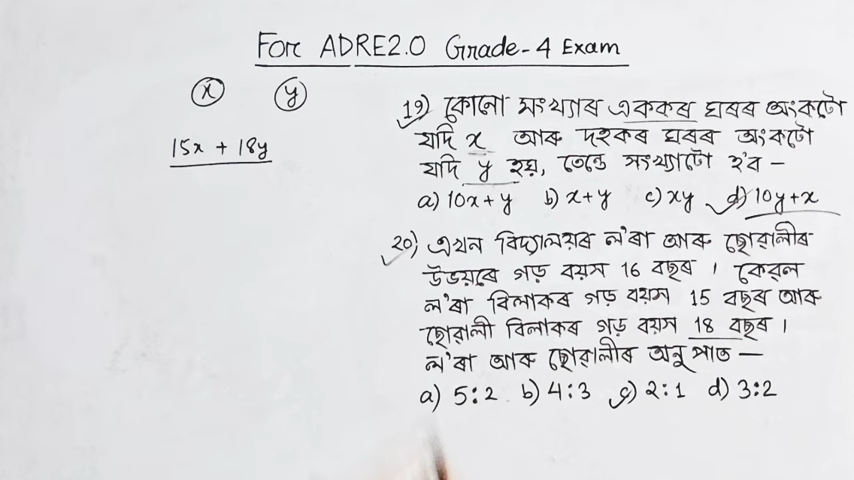 For ADRE2.0 Grade-4 Exam
x y
15x + 18y
19) কোনো সংখ্যাৰ এককৰ ঘৰৰ অংকটো
যদি x আৰু দহকৰ ঘৰৰ অংকটো
যদি y হয়, তেন্তে সংখ্যাটো হ'ব —
a) 10x+y b) x+y c) xy d) 10y+x
20) এখন বিদ্যালয়ৰ ল'ৰা আৰু ছোৱালীৰ
উভয়ৰে গড় বয়স 16 বছৰ । কেৱল
ল'ৰা বিলাকৰ গড় বয়স 15 বছৰ আৰু
ছোৱালী বিলাকৰ গড় বয়স 18 বছৰ ।
ল'ৰা আৰু ছোৱালীৰ অনুপাত —
a) 5:2 b) 4:3 c) 2:1 d) 3:2